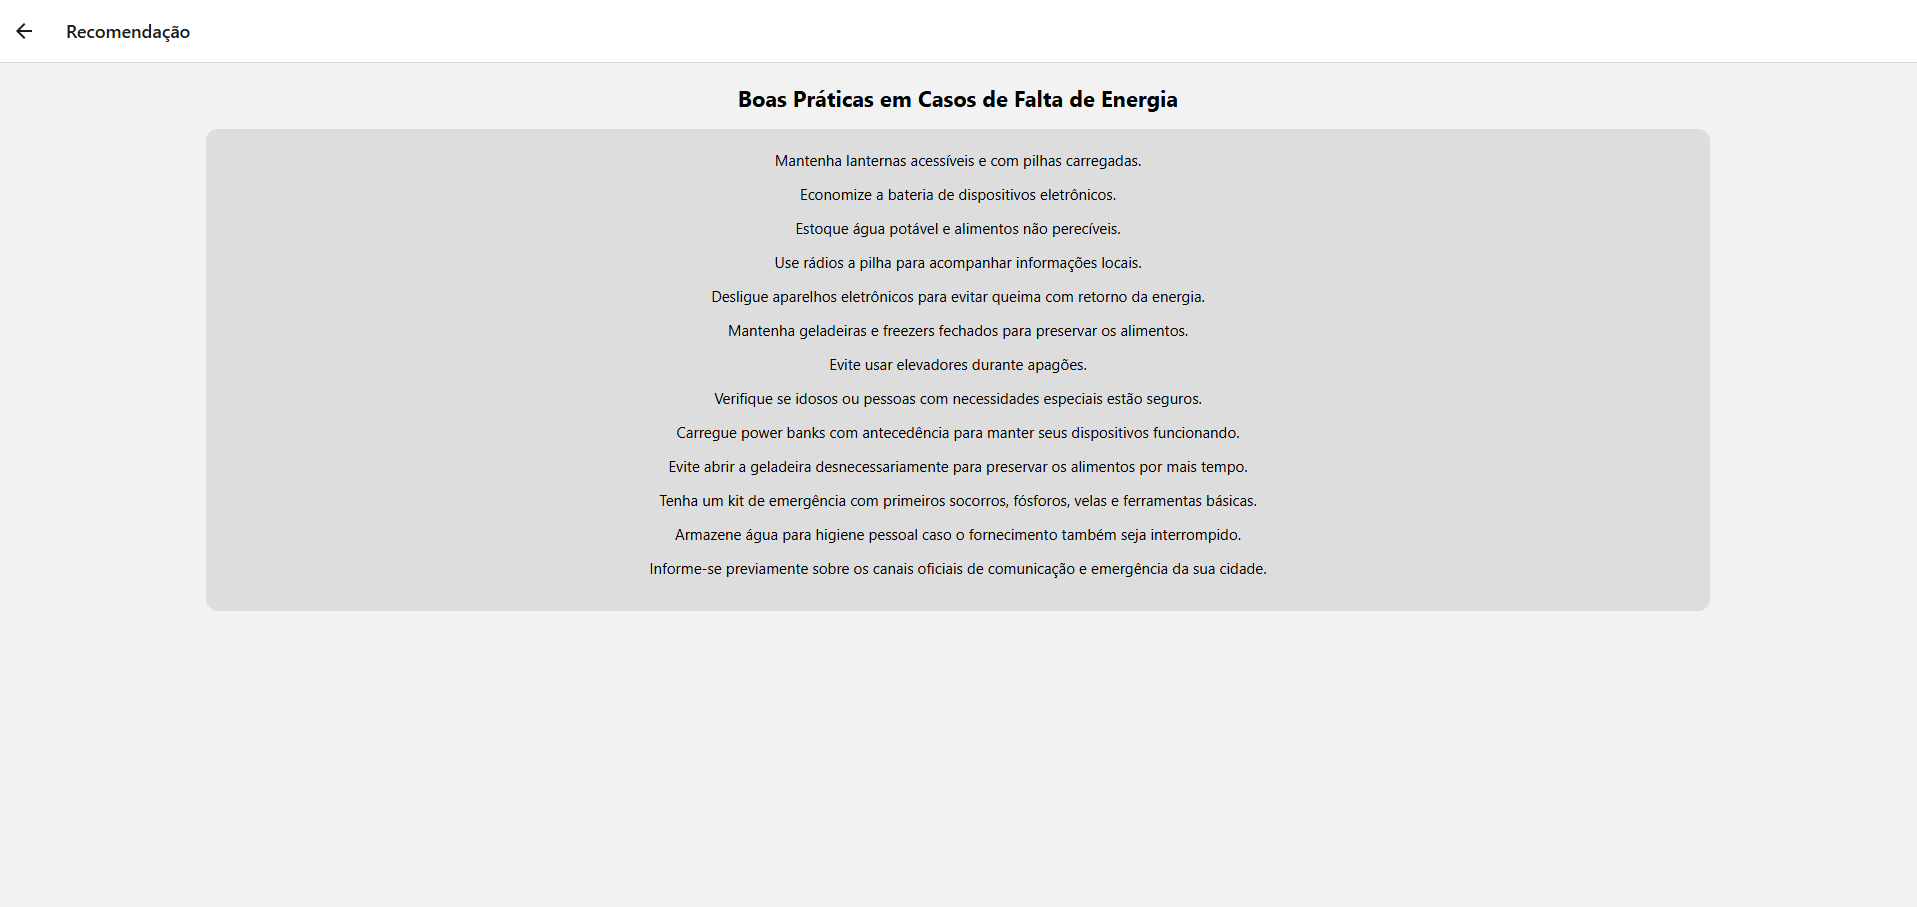 Recomendação
Boas Práticas em Casos de Falta de Energia
Mantenha lanternas acessíveis e com pilhas carregadas.
Economize a bateria de dispositivos eletrônicos.
Estoque água potável e alimentos não perecíveis.
Use rádios a pilha para acompanhar informações locais.
Desligue aparelhos eletrônicos para evitar queima com retorno da energia.
Mantenha geladeiras e freezers fechados para preservar os alimentos.
Evite usar elevadores durante apagões.
Verifique se idosos ou pessoas com necessidades especiais estão seguros.
Carregue power banks com antecedência para manter seus dispositivos funcionando.
Evite abrir a geladeira desnecessariamente para preservar os alimentos por mais tempo.
Tenha um kit de emergência com primeiros socorros, fósforos, velas e ferramentas básicas.
Armazene água para higiene pessoal caso o fornecimento também seja interrompido.
Informe-se previamente sobre os canais oficiais de comunicação e emergência da sua cidade.